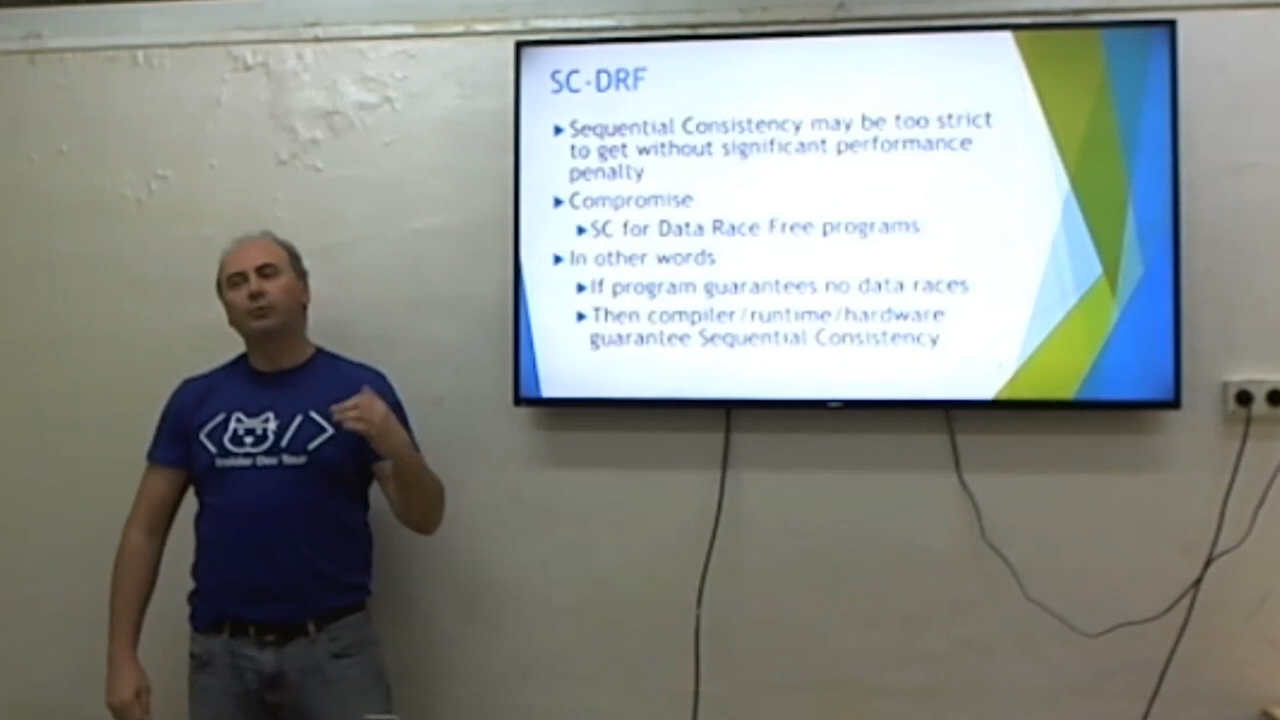 SC-DRF
Sequential Consistency may be too strict
to get without significant performance
penalty
Compromise
SC for Data Race Free programs
In other words
If program guarantees no data races
Then compiler/runtime/hardware
guarantee Sequential Consistency
Insider Dev Tour